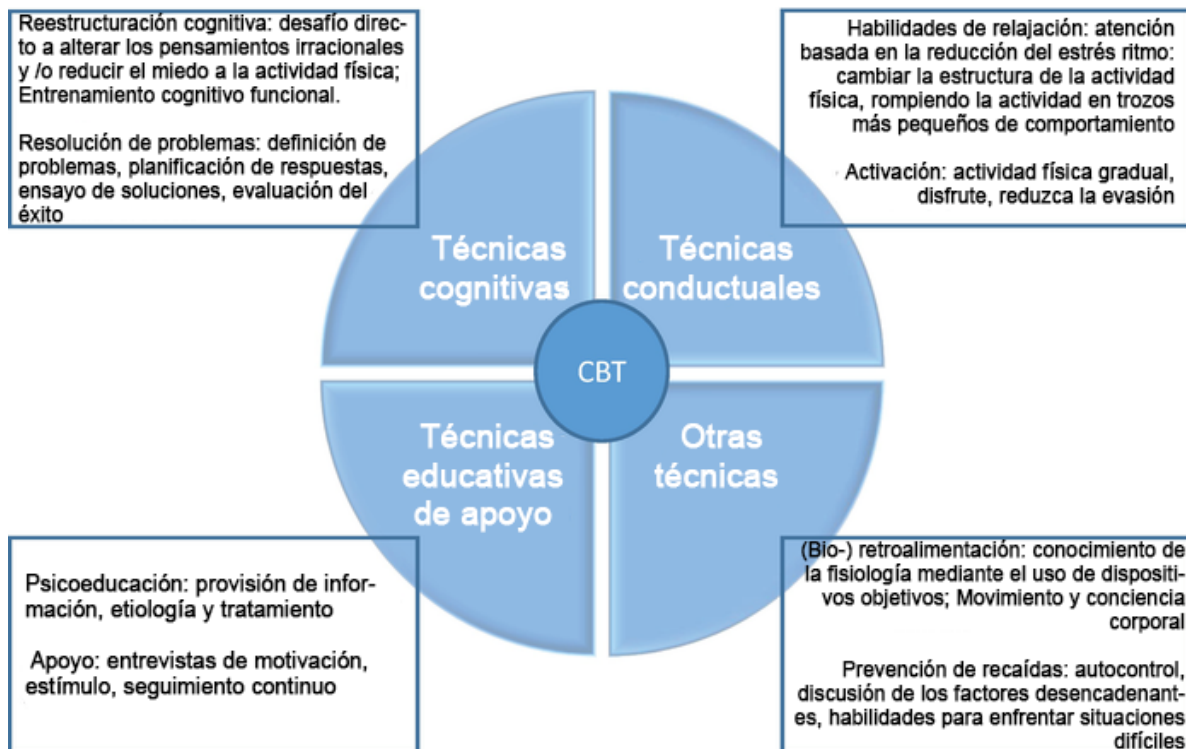 Reestructuración cognitiva: desafío direc-
to a alterar los pensamientos irracionales
y /o reducir el miedo a la actividad física;
Entrenamiento cognitivo funcional.
Resolución de problemas: definición de
problemas, planificación de respuestas,
ensayo de soluciones, evaluación del
éxito
Habilidades de relajación: atención
basada en la reducción del estrés ritmo:
cambiar la estructura de la actividad
física, rompiendo la actividad en trozos
más pequeños de comportamiento
Activación: actividad física gradual,
disfrute, reduzca la evasión
Técnicas
cognitivas
Técnicas
conductuales
CBT
Técnicas
educativas
de apoyo
Otras
técnicas
Psicoeducación: provisión de infor-
mación, etiología y tratamiento
Apoyo: entrevistas de motivación,
estímulo, seguimiento continuo
(Bio-) retroalimentación: conocimiento de
la fisiología mediante el uso de dispositi-
vos objetivos; Movimiento y conciencia
corporal
Prevención de recaídas: autocontrol,
discusión de los factores desencadenant-
es, habilidades para enfrentar situaciones
difíciles